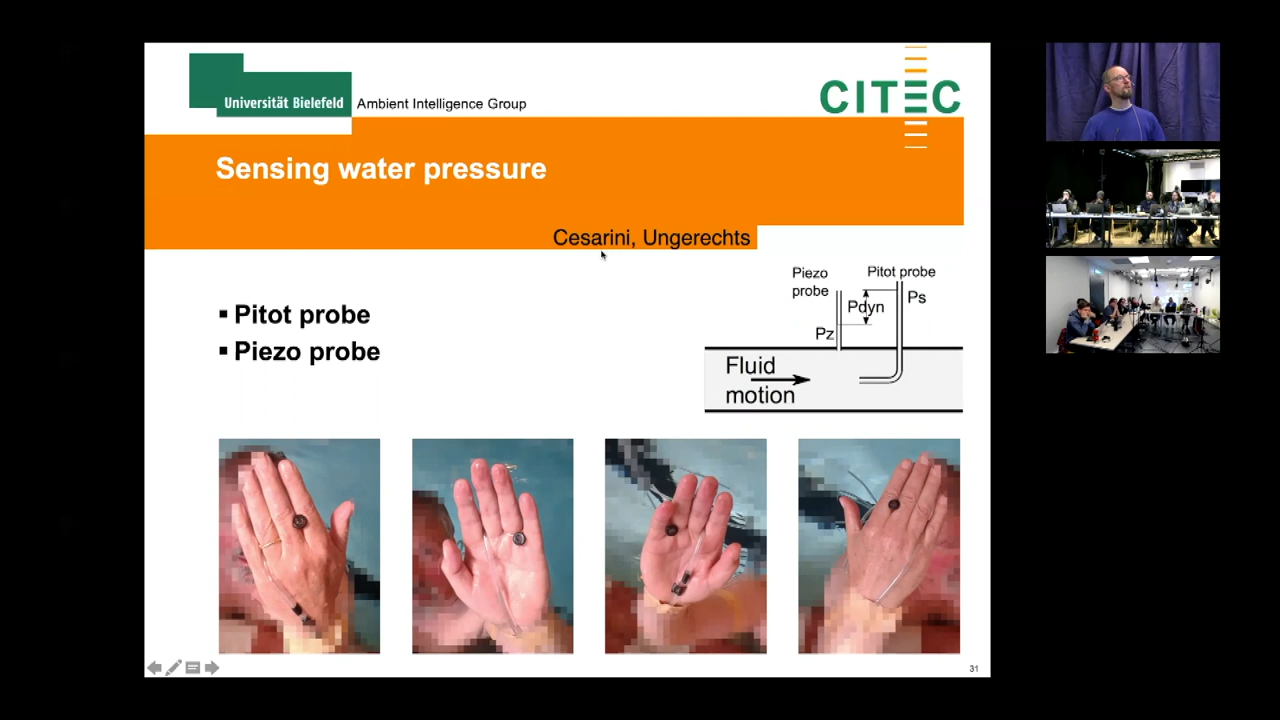 Universität Bielefeld
Ambient Intelligence Group
CITEC
Sensing water pressure
Cesarini, Ungerechts
▪ Pitot probe
▪ Piezo probe
Piezo
probe
Pitot probe
Ps
Pdyn
Pz
Fluid
motion
31